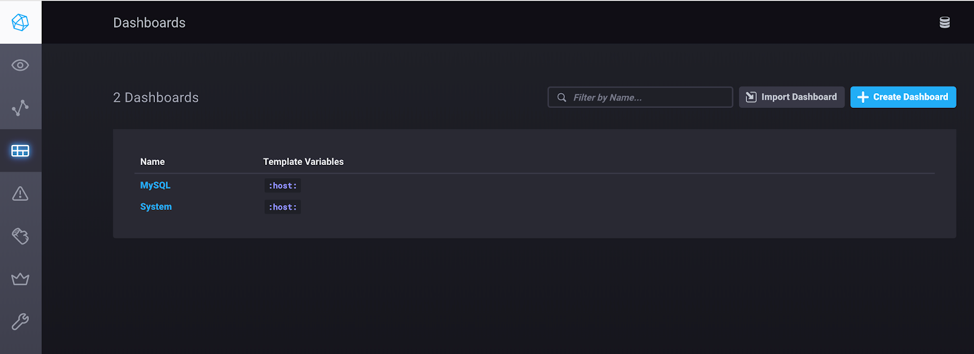 Dashboards
2 Dashboards
Filter by Name...
Import Dashboard
Create Dashboard
Name Template Variables
MySQL :host:
System :host: